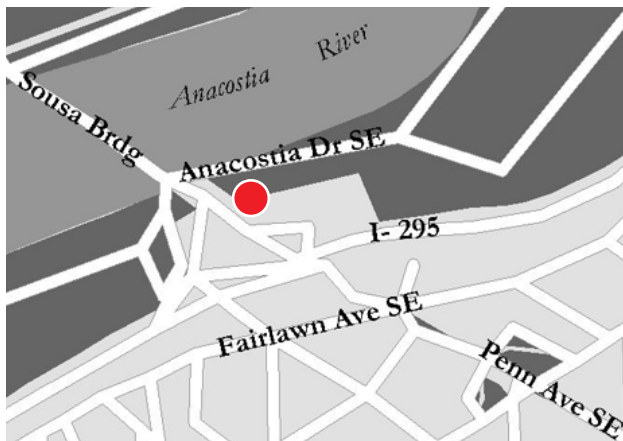 Anacostia River
Sousa Brdg
Anacostia Dr SE
I- 295
Fairlawn Ave SE
Penn Ave SE